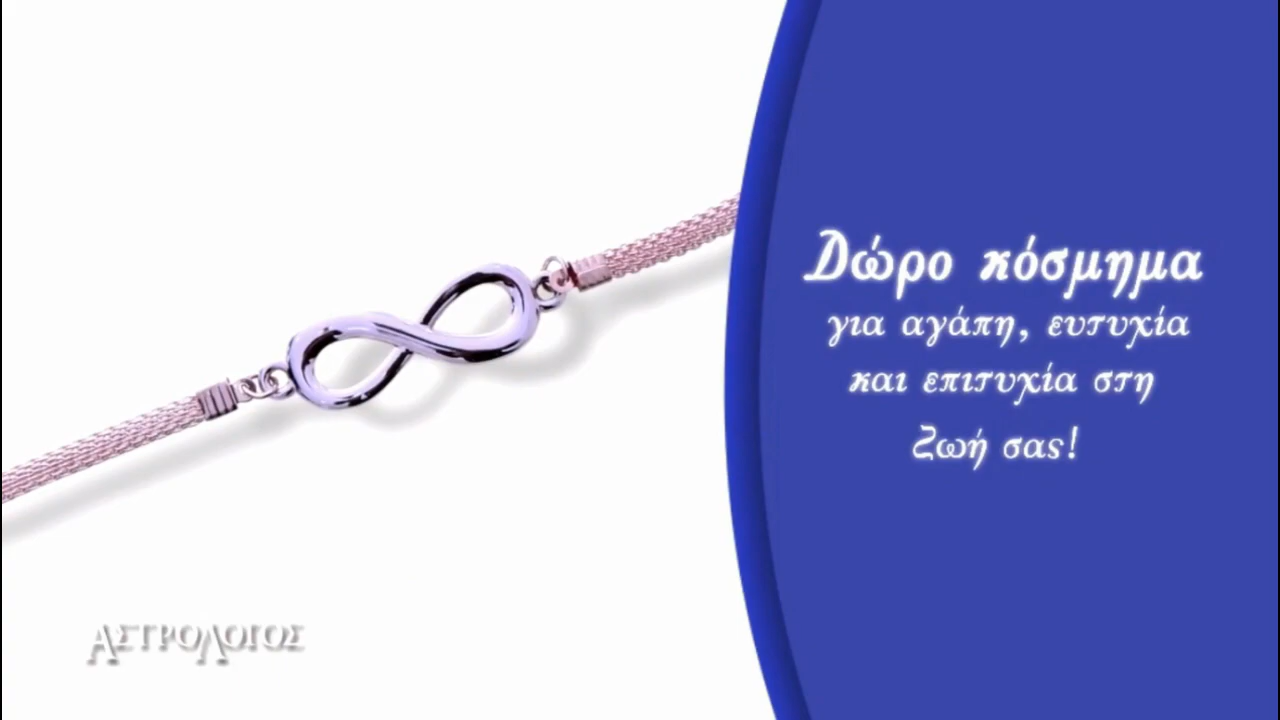 Δώρο κόσμημα
για αγάπη, ευτυχία
και επιτυχία στη
ζωή σας!
ΑΣΤΡΟΛΟΓΟΣ